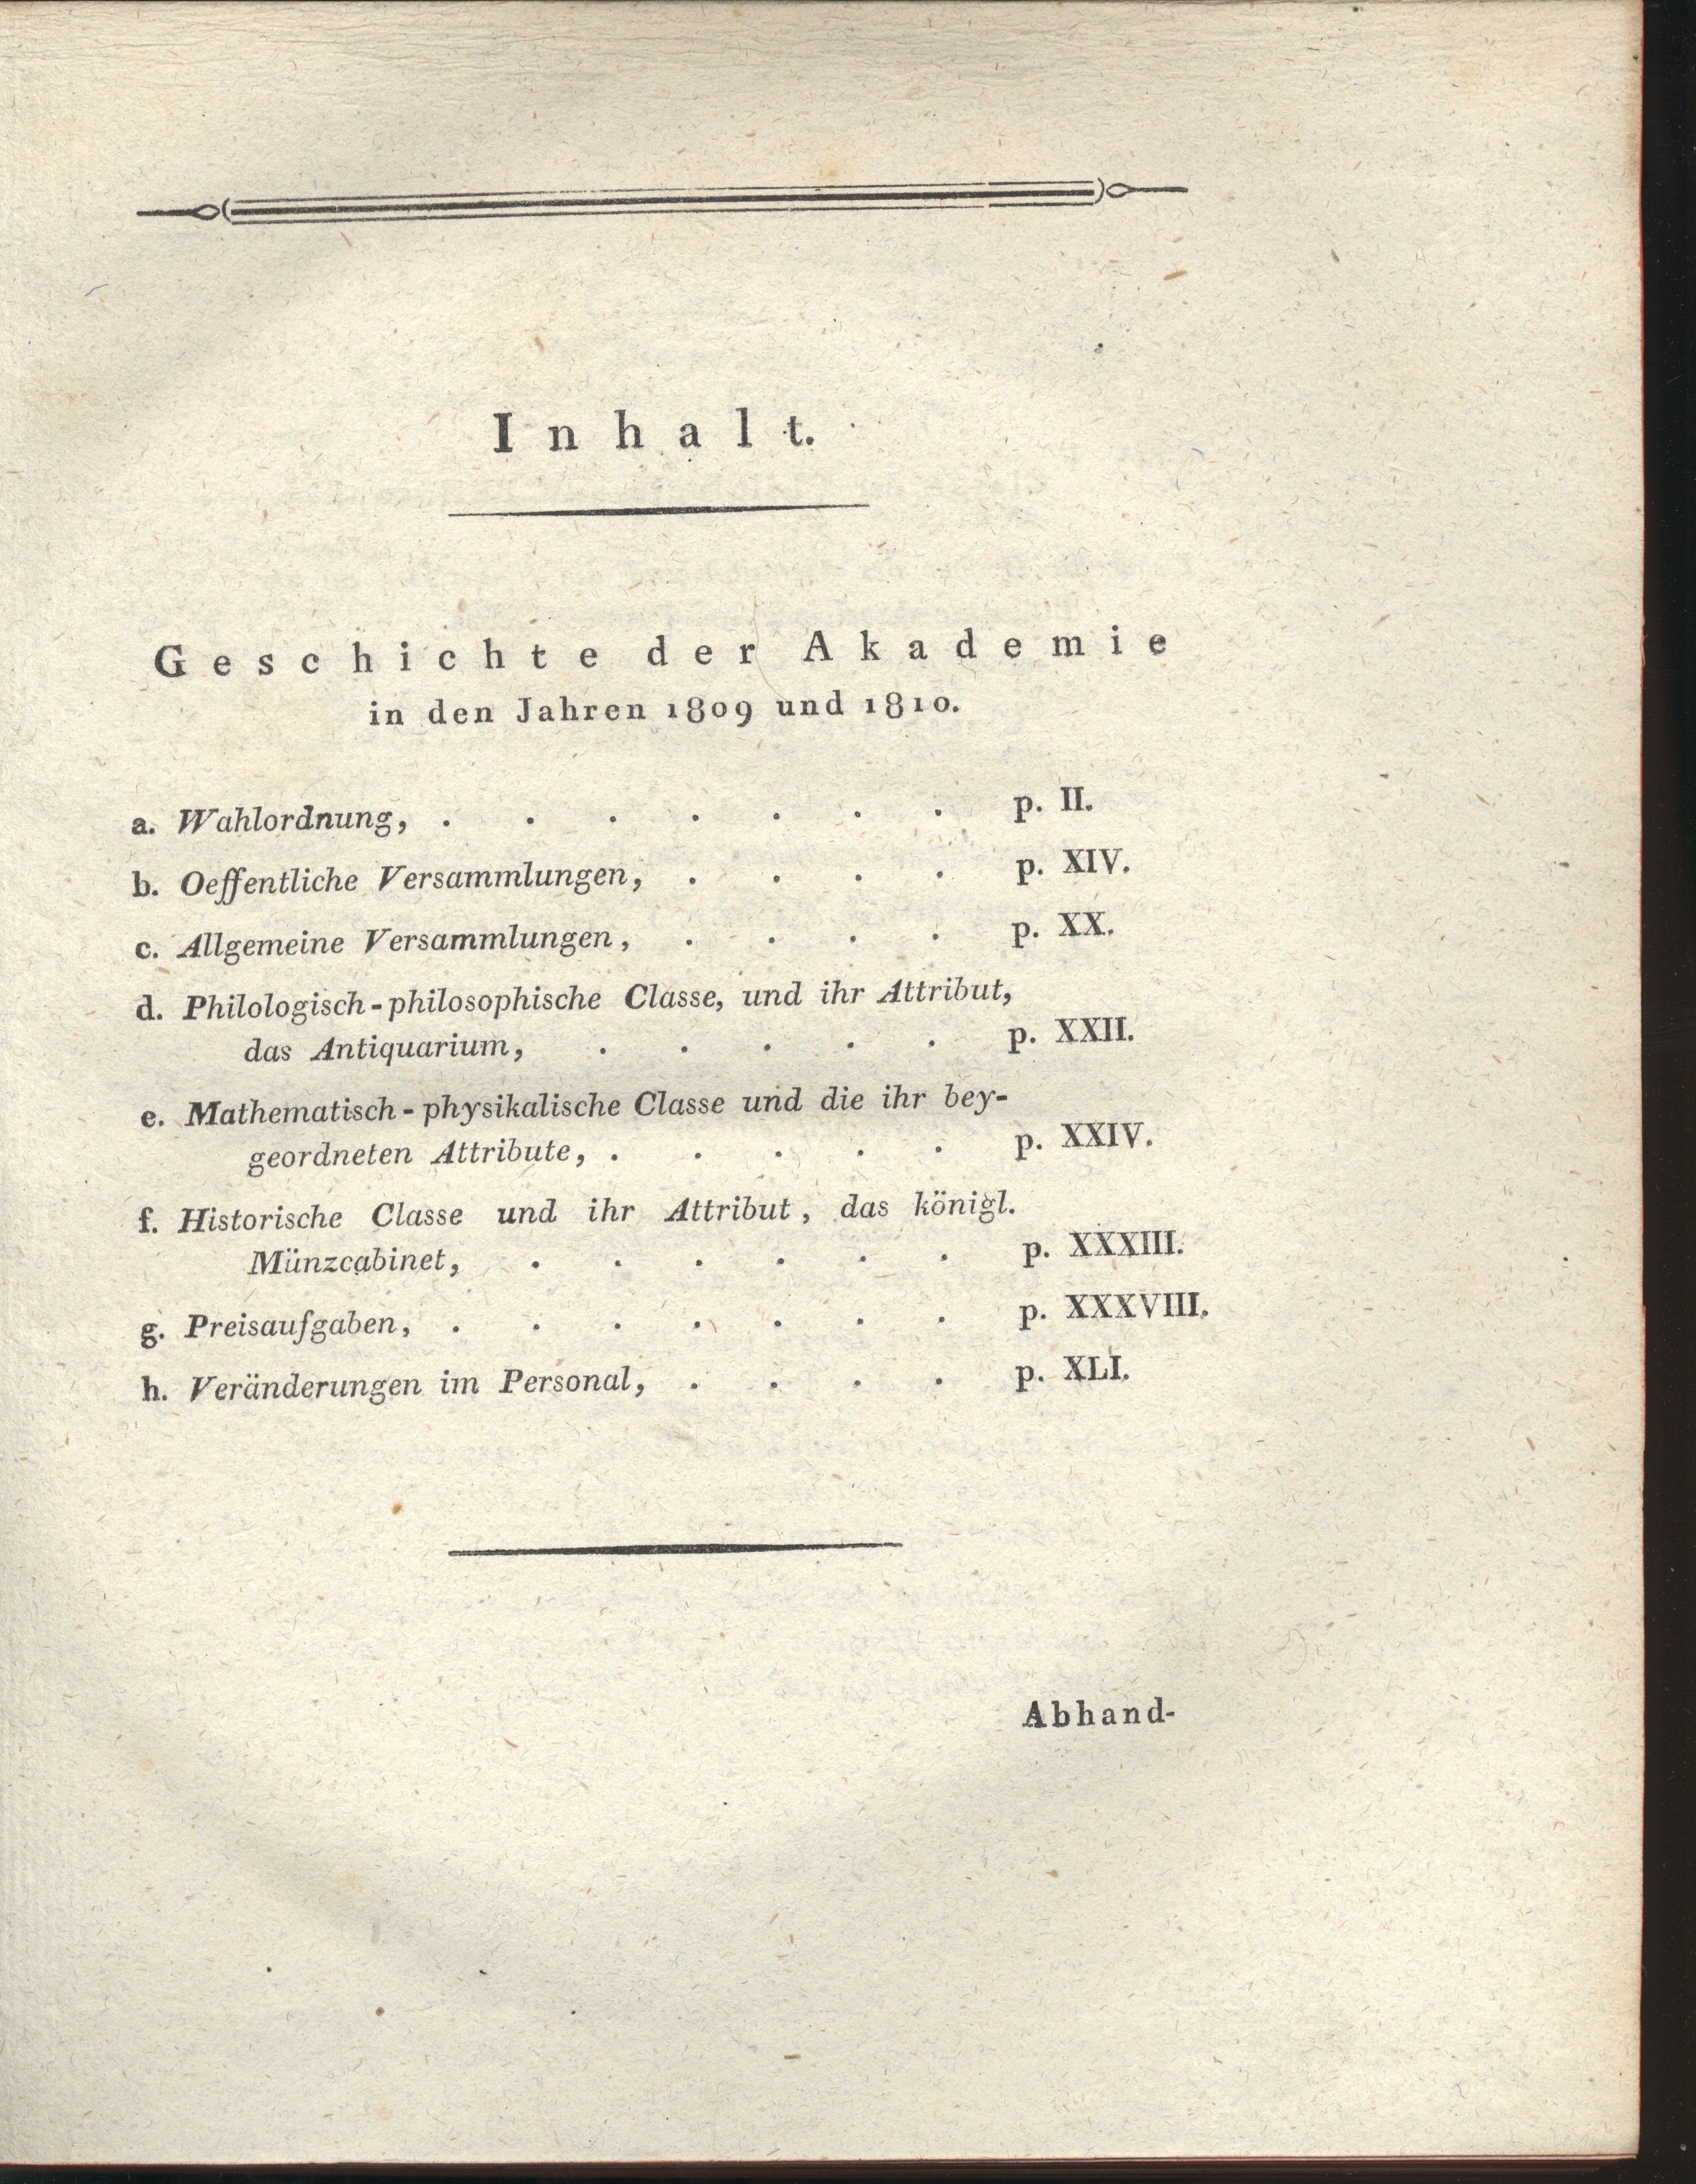 Inhalt.
Geschichte der Akademie
in den Jahren 1809 und 1810.
a. Wahlordnung, . . . . . . . p. II.
b. Oeffentliche Versammlungen, . . . . p. XIV.
c. Allgemeine Versammlungen, . . . . p. XX.
d. Philologisch-philosophische Classe, und ihr Attribut,
das Antiquarium, . . . . . p. XXII.
e. Mathematisch-physikalische Classe und die ihr bey-
geordneten Attribute, . . . . . p. XXIV.
f. Historische Classe und ihr Attribut, das königl.
Münzcabinet, . . . . . . p. XXXIII.
g. Preisaufgaben, . . . . . . . p. XXXVIII.
h. Veränderungen im Personal, . . . . p. XLI.
Abhand-